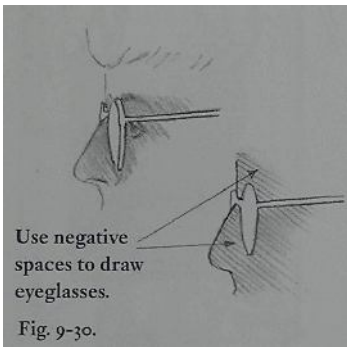 Use negative
spaces to draw
eyeglasses.
Fig. 9-30.